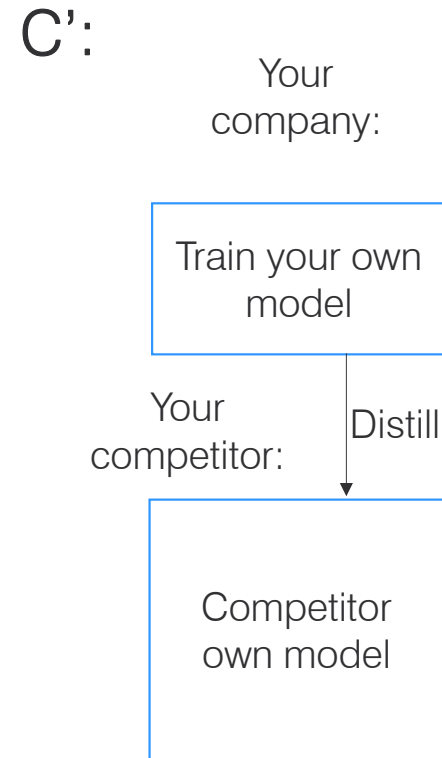 C’:
Your
company:
Train your own
model
Your
competitor:
Distill
Competitor
own model